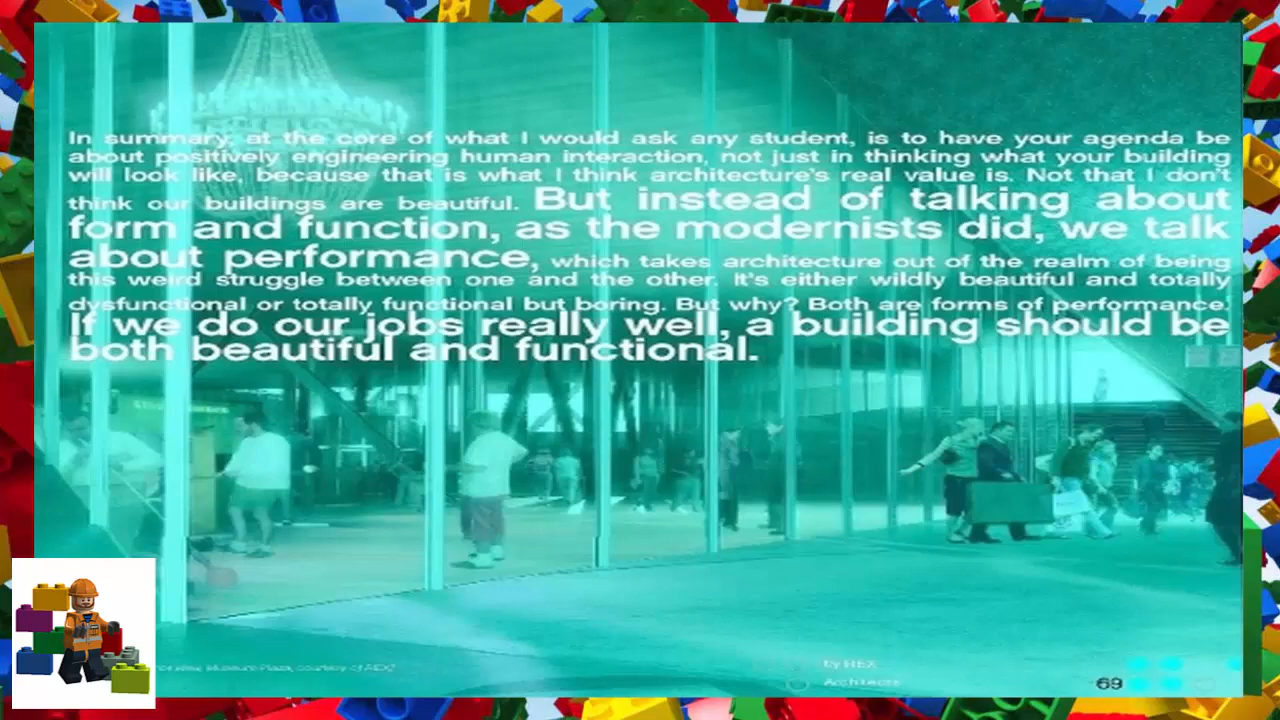 In summary, at the core of what I would ask any student, is to have your agenda be
about positively engineering human interaction, not just in thinking what your building
will look like, because that is what I think architecture's real value is. Not that I don't
think our buildings are beautiful. But instead of talking about
form and function, as the modernists did, we talk
about performance, which takes architecture out of the realm of being
this weird struggle between one and the other. It's either wildly beautiful and totally
dysfunctional or totally functional but boring. But why? Both are forms of performance.
If we do our jobs really well, a building should be
both beautiful and functional.
Museum Plaza, courtesy of REX
by REX
Architects
69